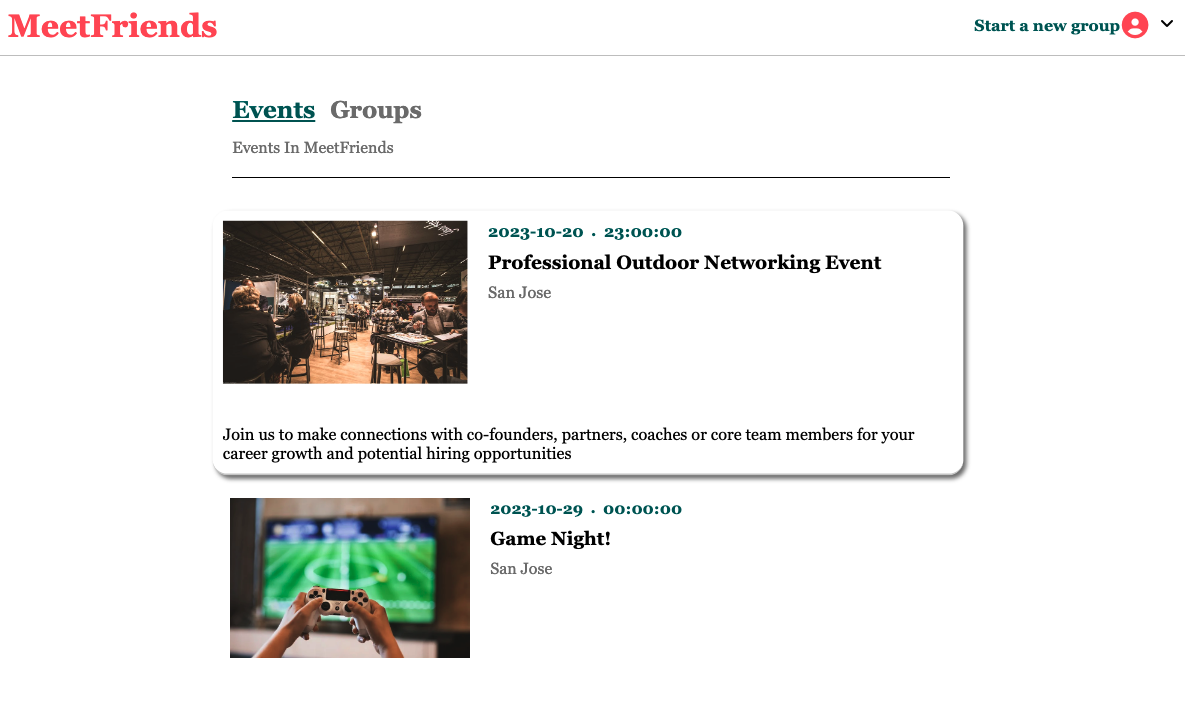 MeetFriends
Start a new group
Events Groups
Events In MeetFriends
2023-10-20 . 23:00:00
Professional Outdoor Networking Event
San Jose
Join us to make connections with co-founders, partners, coaches or core team members for your
career growth and potential hiring opportunities
2023-10-29 . 00:00:00
Game Night!
San Jose